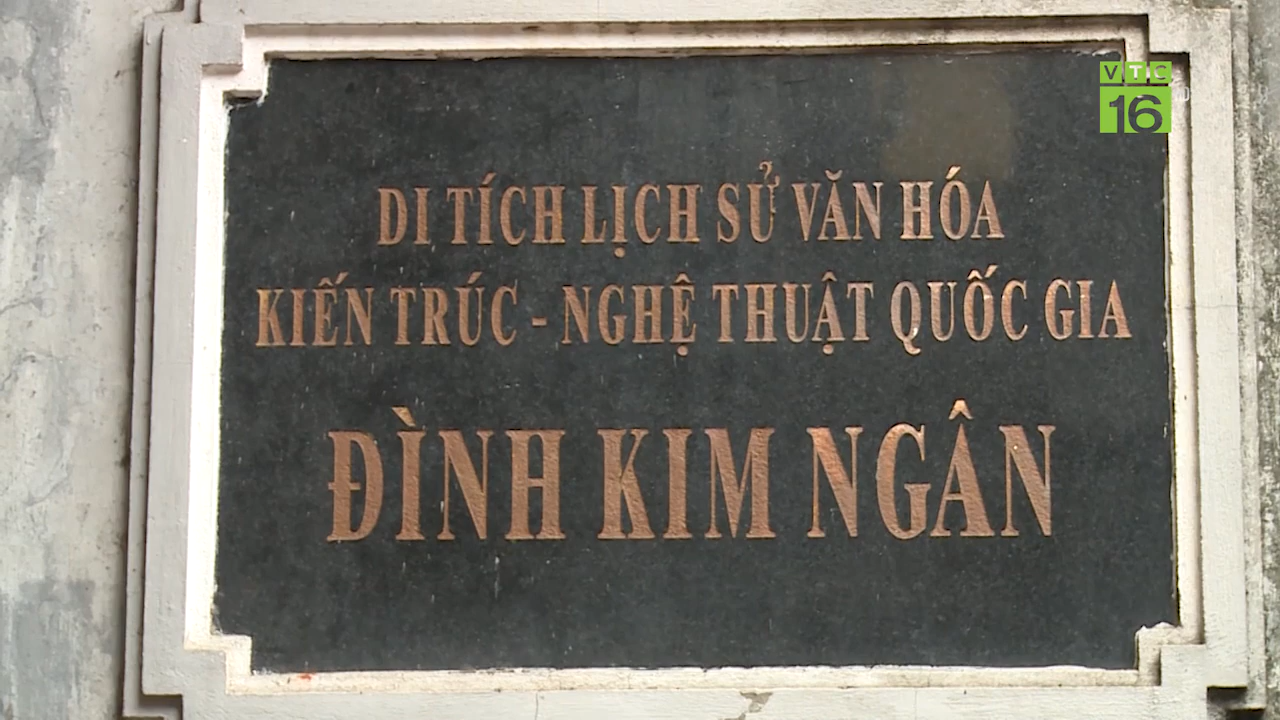 VTC
16
DI TÍCH LỊCH SỬ VĂN HÓA
KIẾN TRÚC - NGHỆ THUẬT QUỐC GIA
ĐÌNH KIM NGÂN